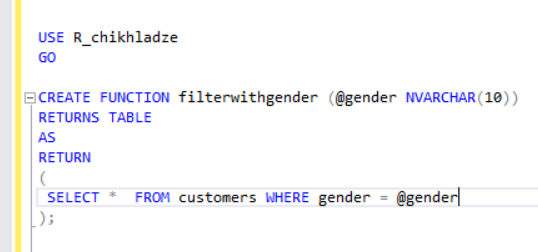 USE R_chikhladze
GO
CREATE FUNCTION filterwithgender (@gender NVARCHAR(10))
RETURNS TABLE
AS
RETURN
(
SELECT *  FROM customers WHERE gender = @gender
);